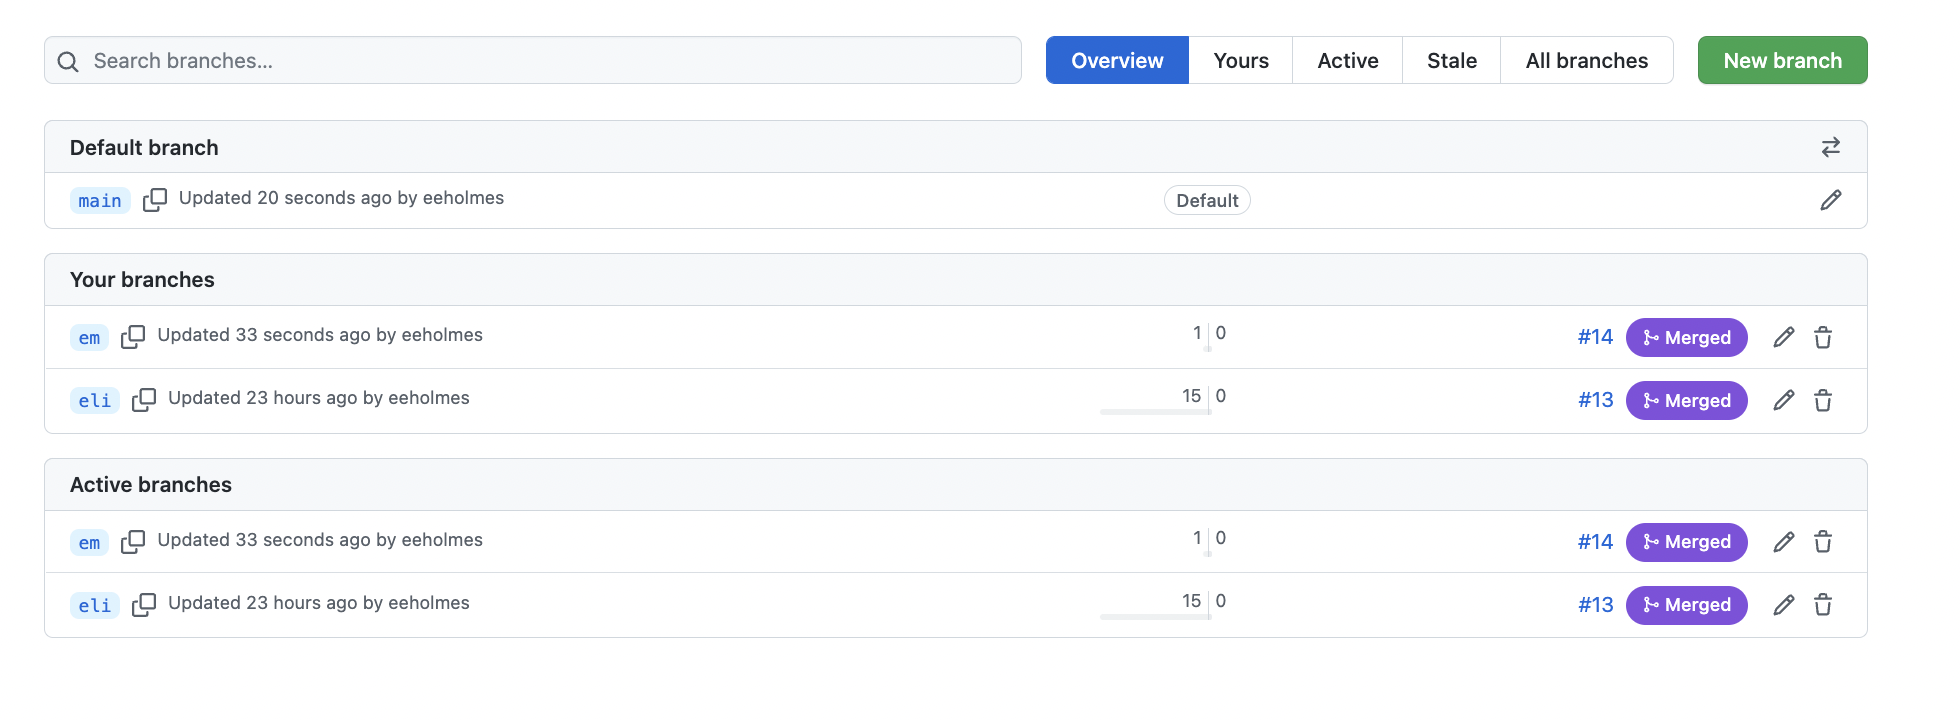 Search branches...
Overview Yours Active Stale All branches New branch
Default branch
main Updated 20 seconds ago by eeholmes Default
Your branches
em Updated 33 seconds ago by eeholmes 1 0 #14 Merged
eli Updated 23 hours ago by eeholmes 15 0 #13 Merged
Active branches
em Updated 33 seconds ago by eeholmes 1 0 #14 Merged
eli Updated 23 hours ago by eeholmes 15 0 #13 Merged